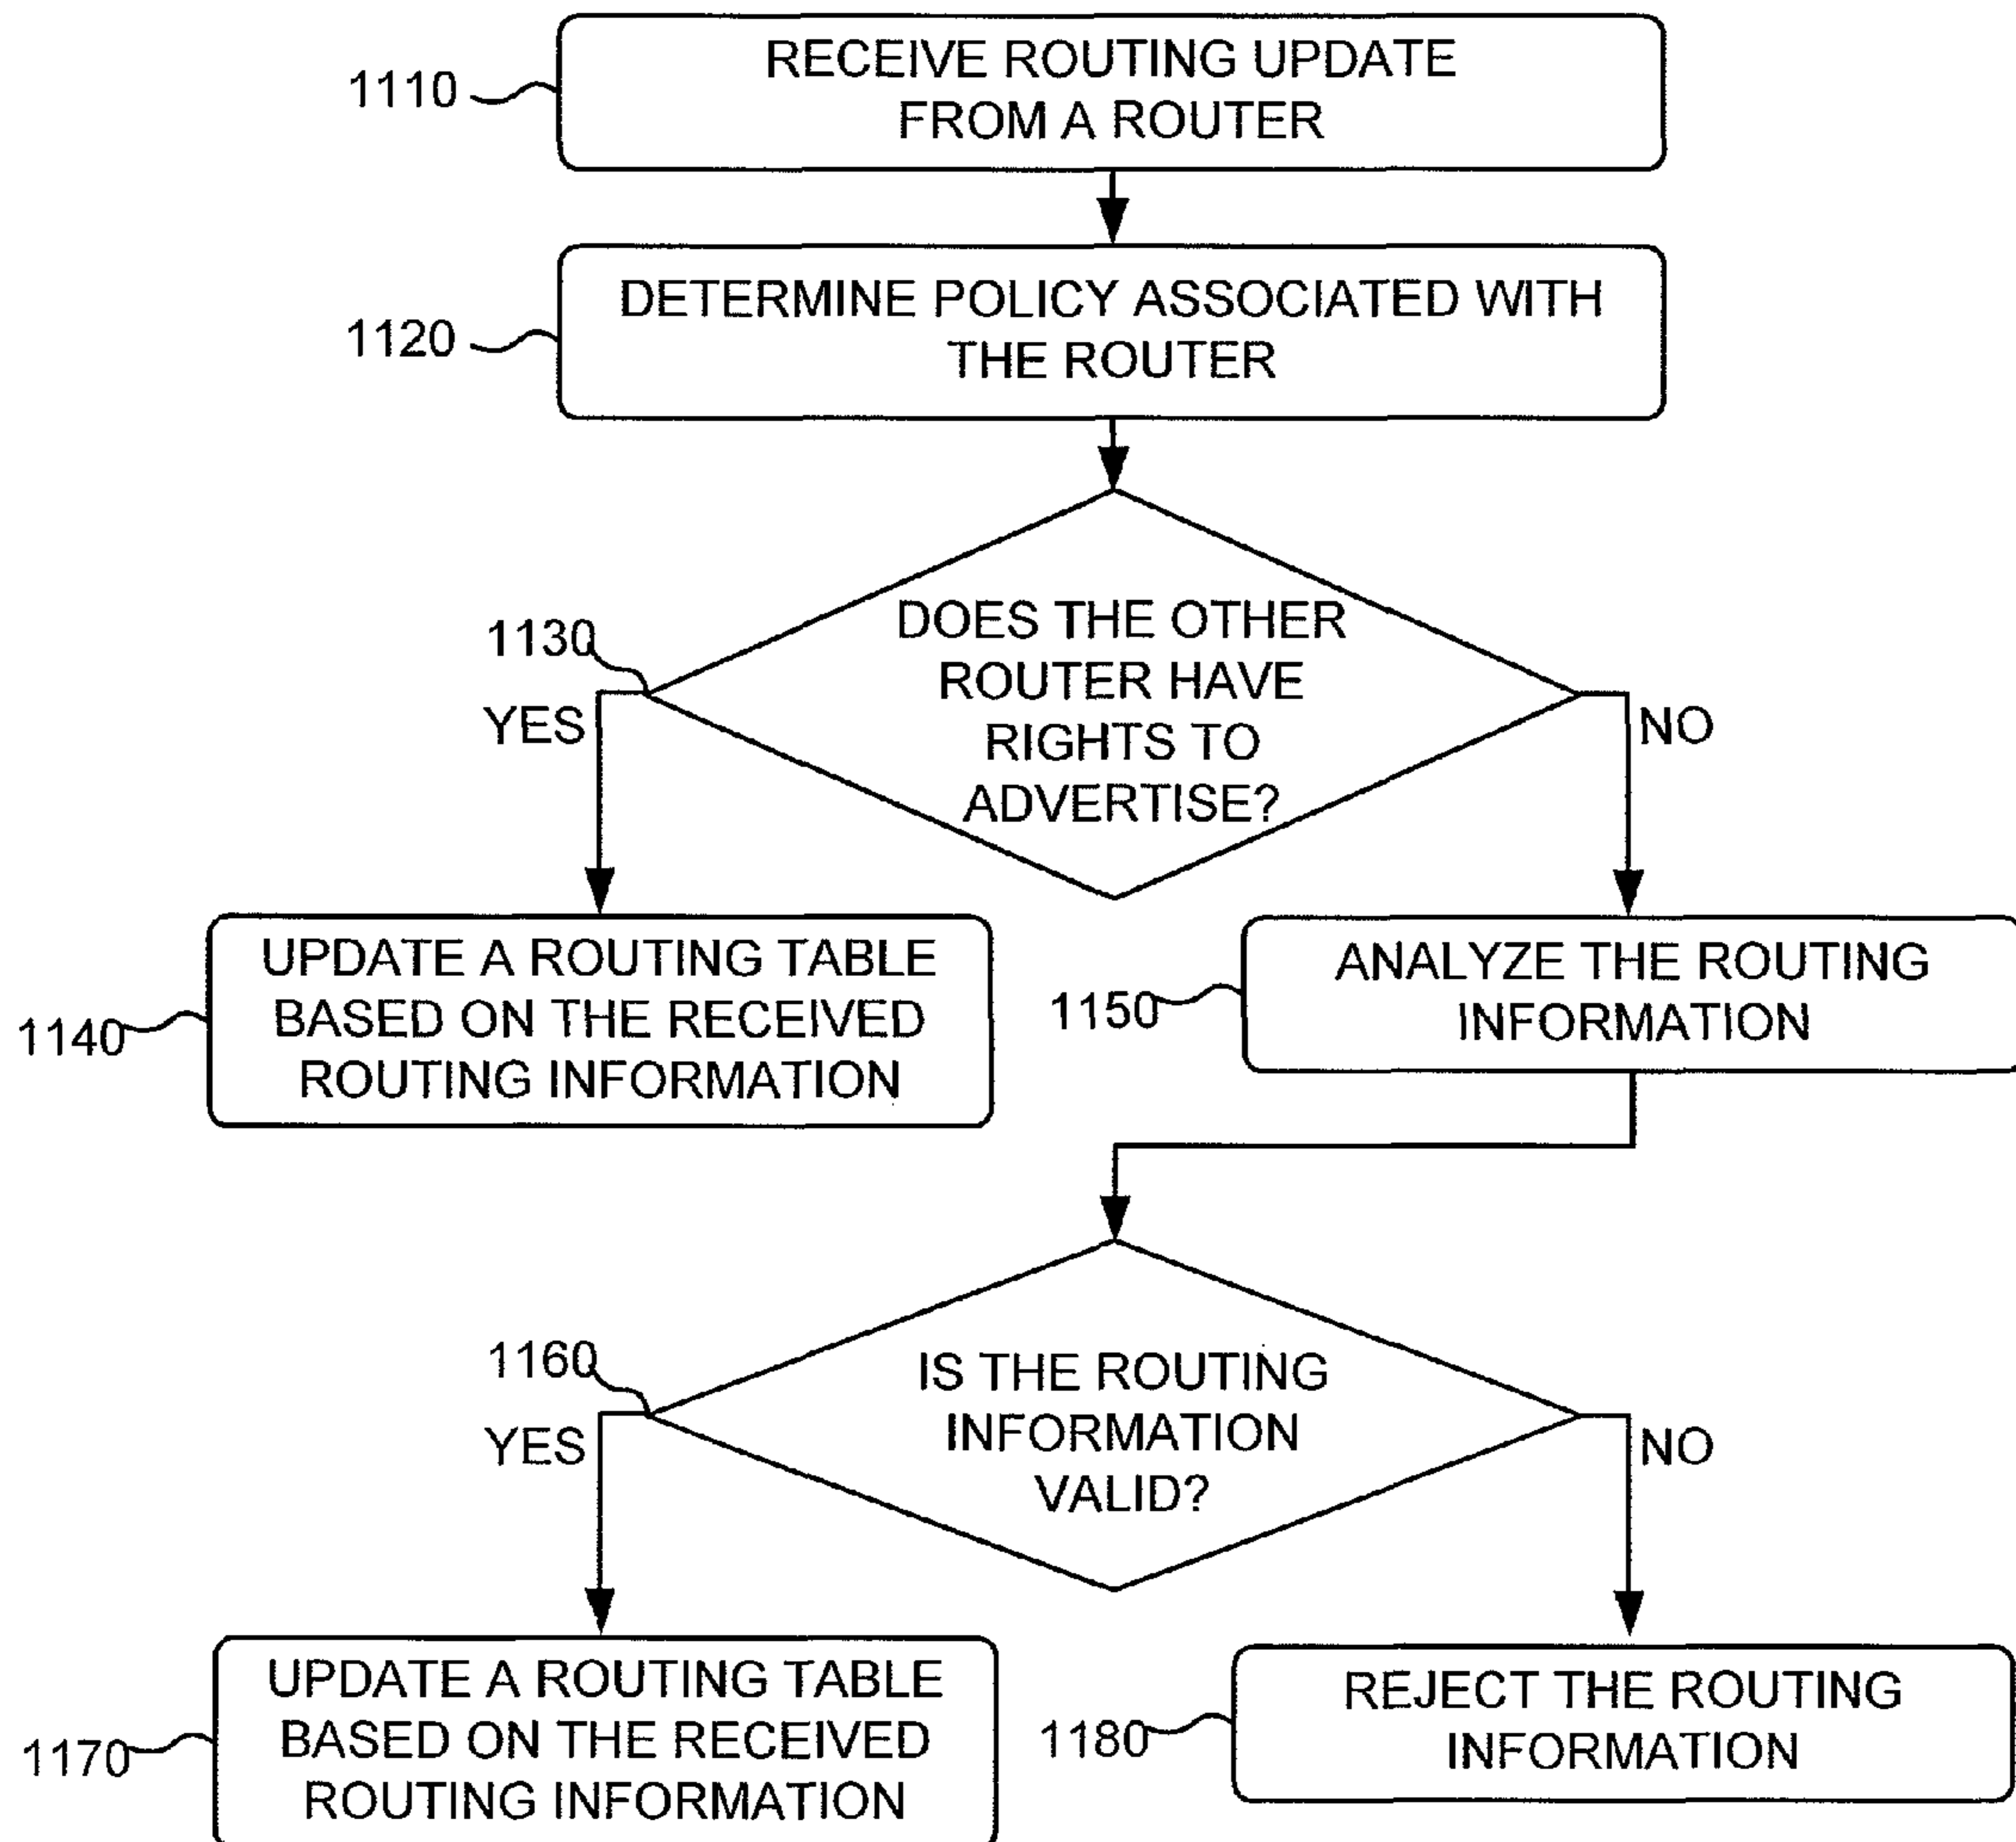 RECEIVE ROUTING UPDATE
FROM A ROUTER
1110
DETERMINE POLICY ASSOCIATED WITH
THE ROUTER
1120
DOES THE OTHER
ROUTER HAVE
RIGHTS TO
ADVERTISE?
1130
YES
NO
UPDATE A ROUTING TABLE
BASED ON THE RECEIVED
ROUTING INFORMATION
1140
ANALYZE THE ROUTING
INFORMATION
1150
IS THE ROUTING
INFORMATION
VALID?
1160
YES
NO
UPDATE A ROUTING TABLE
BASED ON THE RECEIVED
ROUTING INFORMATION
1170
REJECT THE ROUTING
INFORMATION
1180